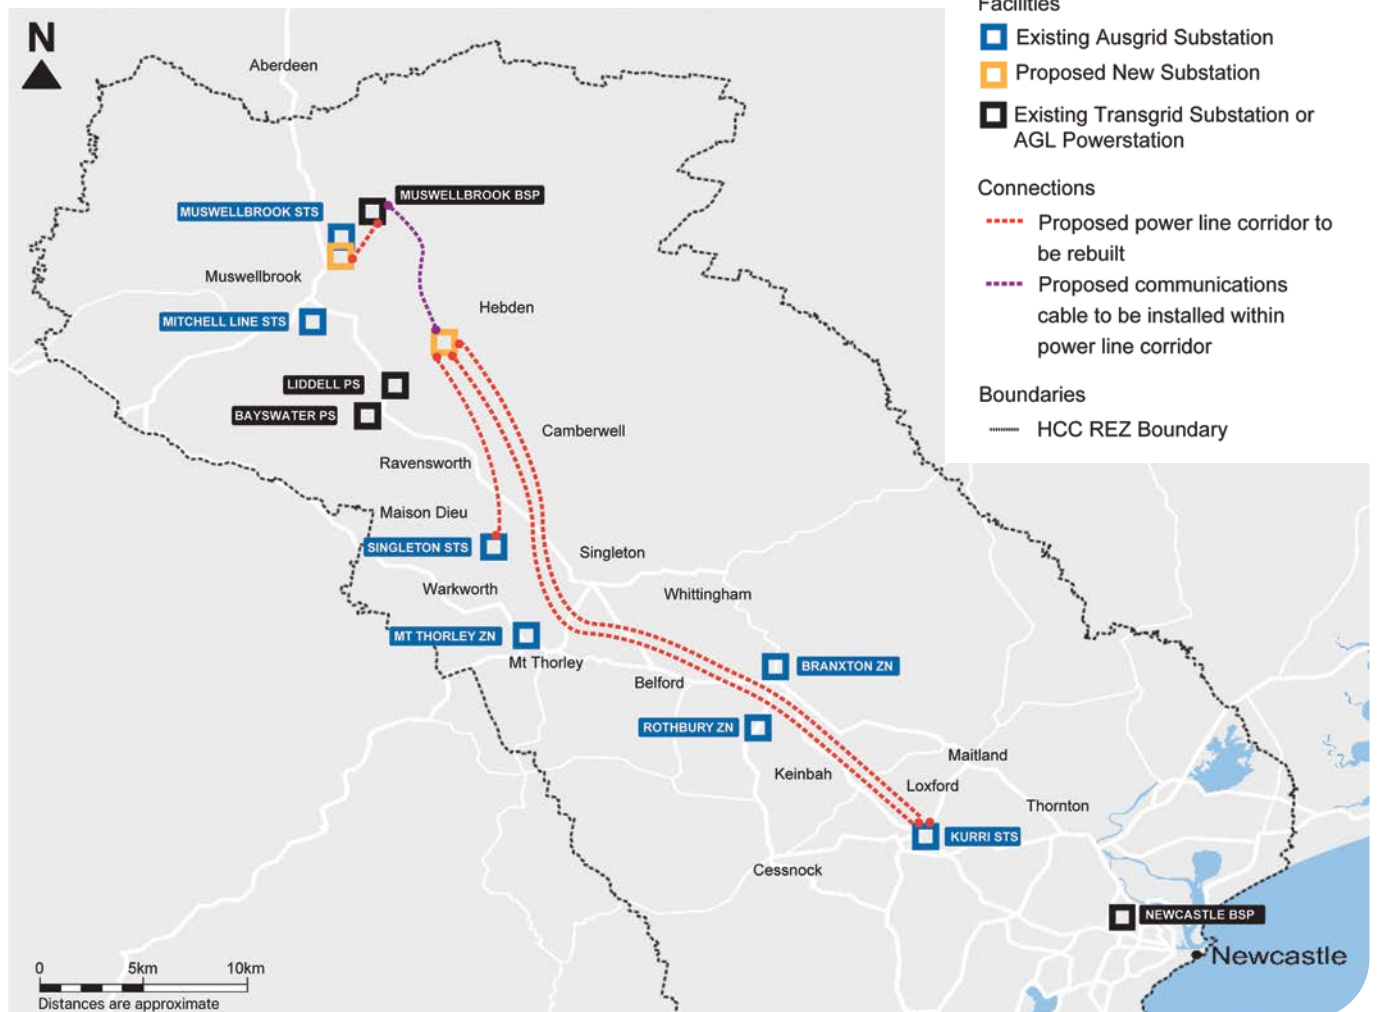 Facilities
Existing Ausgrid Substation
Proposed New Substation
Existing Transgrid Substation or
AGL Powerstation
Connections
Proposed power line corridor to
be rebuilt
Proposed communications
cable to be installed within
power line corridor
Boundaries
HCC REZ Boundary
N
Aberdeen
MUSWELLBROOK BSP
MUSWELLBROOK STS
Muswellbrook
Hebden
MITCHELL LINE STS
LIDDELL PS
BAYSWATER PS
Camberwell
Ravensworth
Maison Dieu
SINGLETON STS
Singleton
Warkworth
Whittingham
MT THORLEY ZN
Mt Thorley
BRANXTON ZN
Belford
ROTHBURY ZN
Maitland
Keinbah
Loxford
Thornton
KURRI STS
Cessnock
NEWCASTLE BSP
Newcastle
0 5km 10km
Distances are approximate